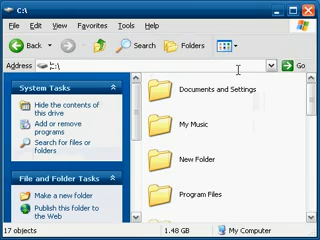 C:\
File Edit View Favorites Tools Help
Back Search Folders
Address C:\ Go
System Tasks
Hide the contents of
this drive
Add or remove
programs
Search for files or
folders
File and Folder Tasks
Make a new folder
Publish this folder to
the Web
Documents and Settings
My Music
New Folder
Program Files
17 objects 1.48 GB My Computer